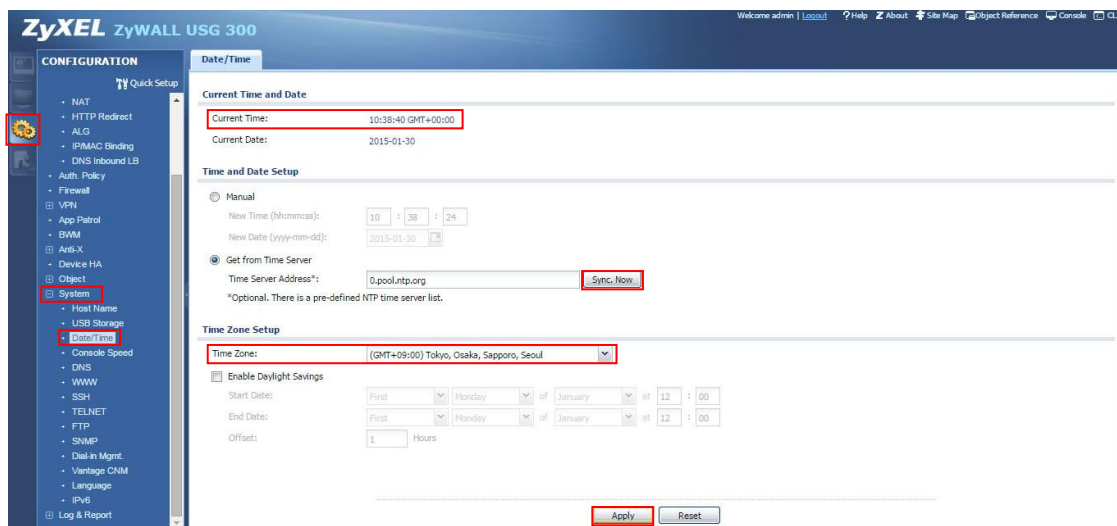 Welcome admin | Logout ?Help Z About Site Map Object Reference Console CL
ZyXEL ZyWALL USG 300
CONFIGURATION
Quick Setup
NAT
HTTP Redirect
ALG
IP/MAC Binding
DNS Inbound LB
Auth. Policy
Firewall
VPN
App Patrol
BWM
Anti-X
Device HA
Object
System
Host Name
USB Storage
Date/Time
Console Speed
DNS
WWW
SSH
TELNET
FTP
SNMP
Dial-in Mgmt.
Vantage CNM
Language
IPv6
Log & Report
Date/Time
Current Time and Date
Current Time: 10:38:40 GMT+00:00
Current Date: 2015-01-30
Time and Date Setup
Manual
New Time (hh:mm:ss): 10 : 38 : 24
New Date (yyyy-mm-dd): 2015-01-30
Get from Time Server
Time Server Address*: 0.pool.ntp.org Sync. Now
*Optional. There is a pre-defined NTP time server list.
Time Zone Setup
Time Zone: (GMT+09:00) Tokyo, Osaka, Sapporo, Seoul
Enable Daylight Savings
Start Date: First Monday of January at 12 : 00
End Date: First Monday of January at 12 : 00
Offset: 1 Hours
Apply Reset